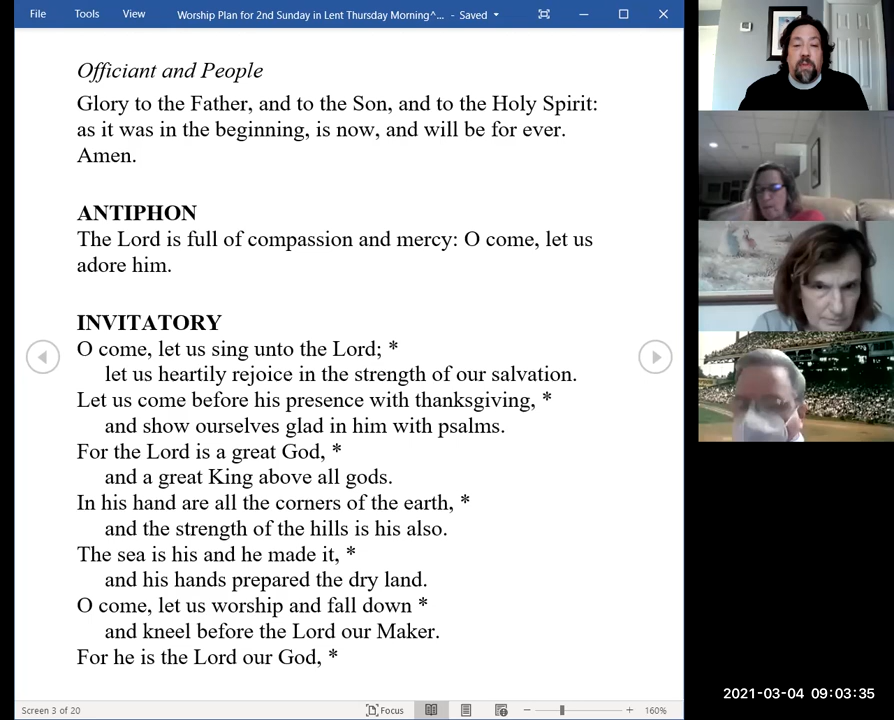 File Tools View Worship Plan for 2nd Sunday in Lent Thursday Morning^... - Saved
Officiant and People
Glory to the Father, and to the Son, and to the Holy Spirit:
as it was in the beginning, is now, and will be for ever.
Amen.
ANTIPHON
The Lord is full of compassion and mercy: O come, let us
adore him.
INVITATORY
O come, let us sing unto the Lord; *
let us heartily rejoice in the strength of our salvation.
Let us come before his presence with thanksgiving, *
and show ourselves glad in him with psalms.
For the Lord is a great God, *
and a great King above all gods.
In his hand are all the corners of the earth, *
and the strength of the hills is his also.
The sea is his and he made it, *
and his hands prepared the dry land.
O come, let us worship and fall down *
and kneel before the Lord our Maker.
For he is the Lord our God, *
Screen 3 of 20 Focus 160%
2021-03-04 09:03:35